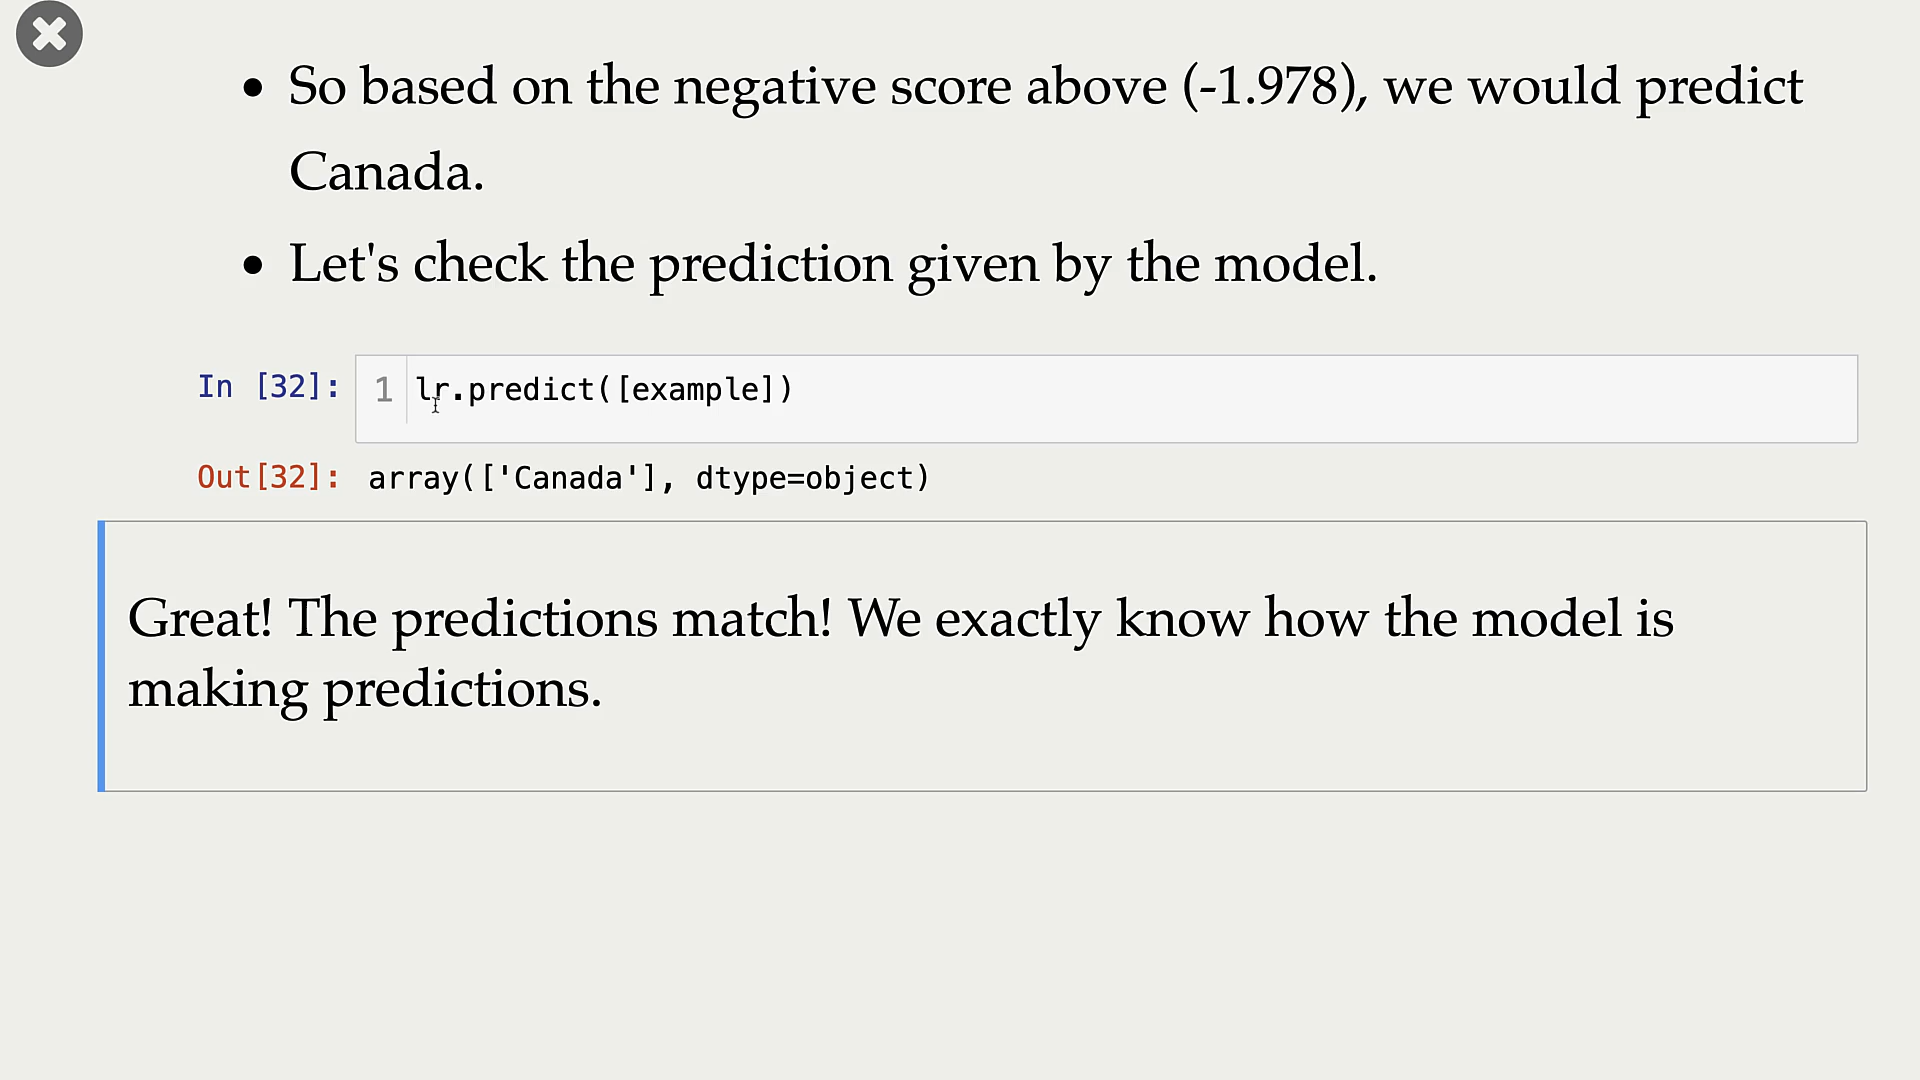 • So based on the negative score above (-1.978), we would predict
Canada.
• Let's check the prediction given by the model.
In [32]: 1 lr.predict([example])
Out[32]: array(['Canada'], dtype=object)
Great! The predictions match! We exactly know how the model is
making predictions.